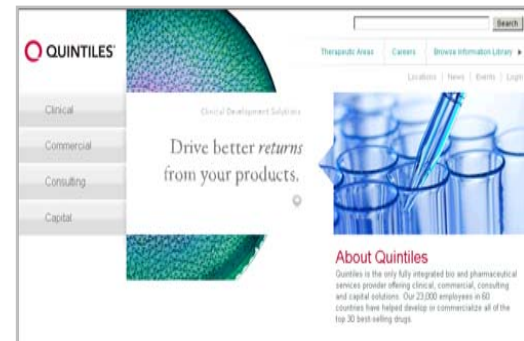 Search
QUINTILES
Therapeutic Areas Careers Browse Information Library
Locations | News | Events | Login
Clinical
Commercial
Consulting
Capital
Clinical Development Solutions
Drive better returns
from your products.
About Quintiles
Quintiles is the only fully integrated bio and pharmaceutical
services provider offering clinical, commercial, consulting
and capital solutions. Our 23,000 employees in 60
countries have helped develop or commercialize all of the
top 30 best-selling drugs.